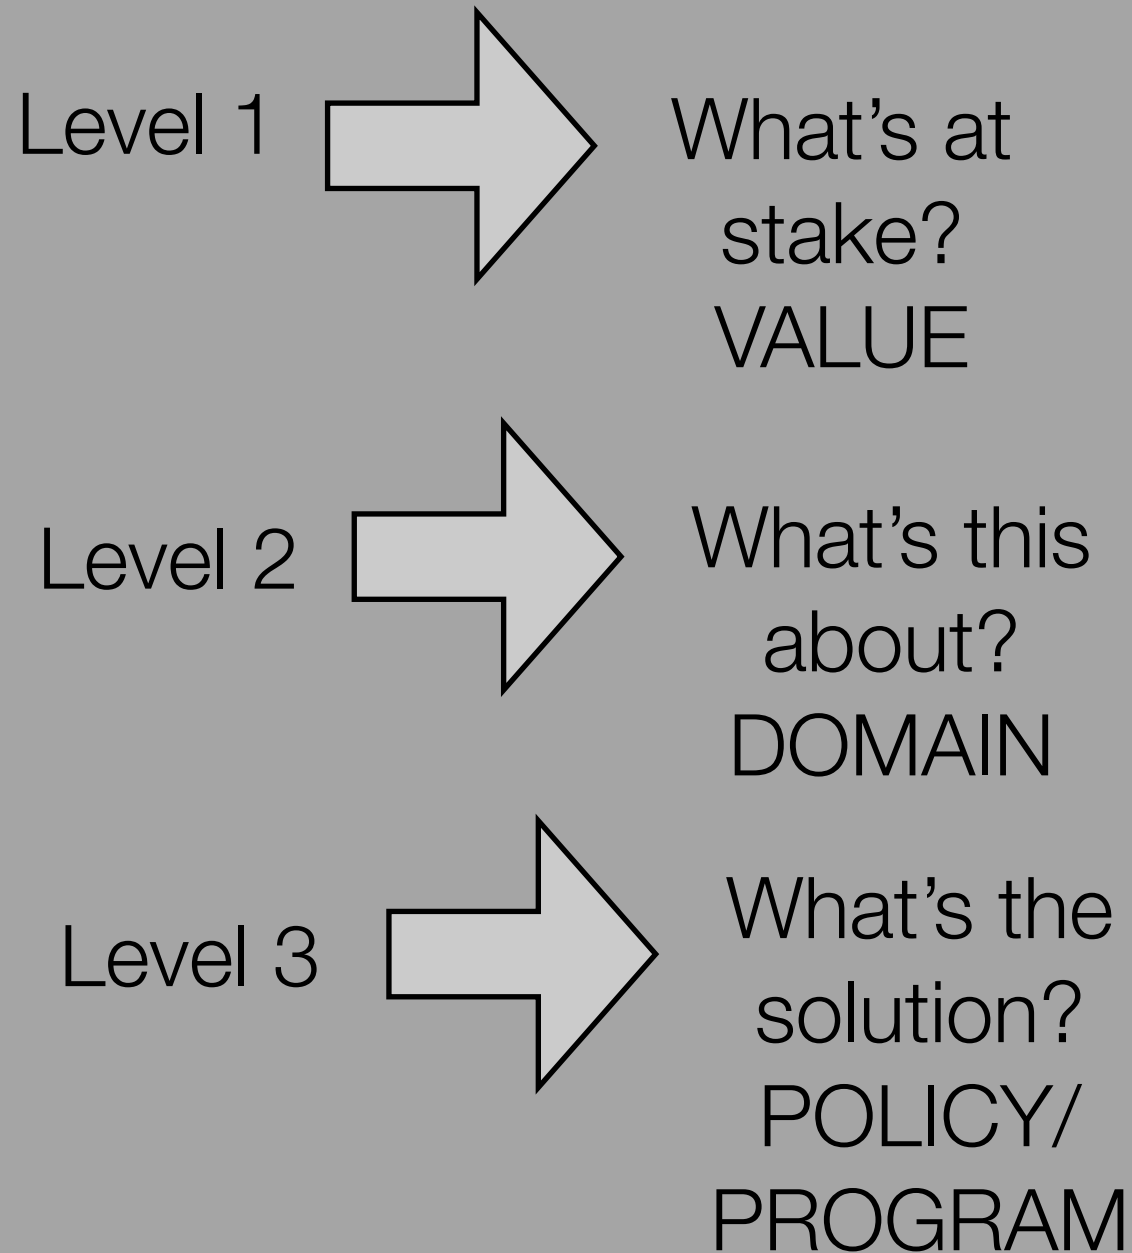 Level 1
What’s at
stake?
VALUE
Level 2
What’s this
about?
DOMAIN
Level 3
What’s the
solution?
POLICY/
PROGRAM